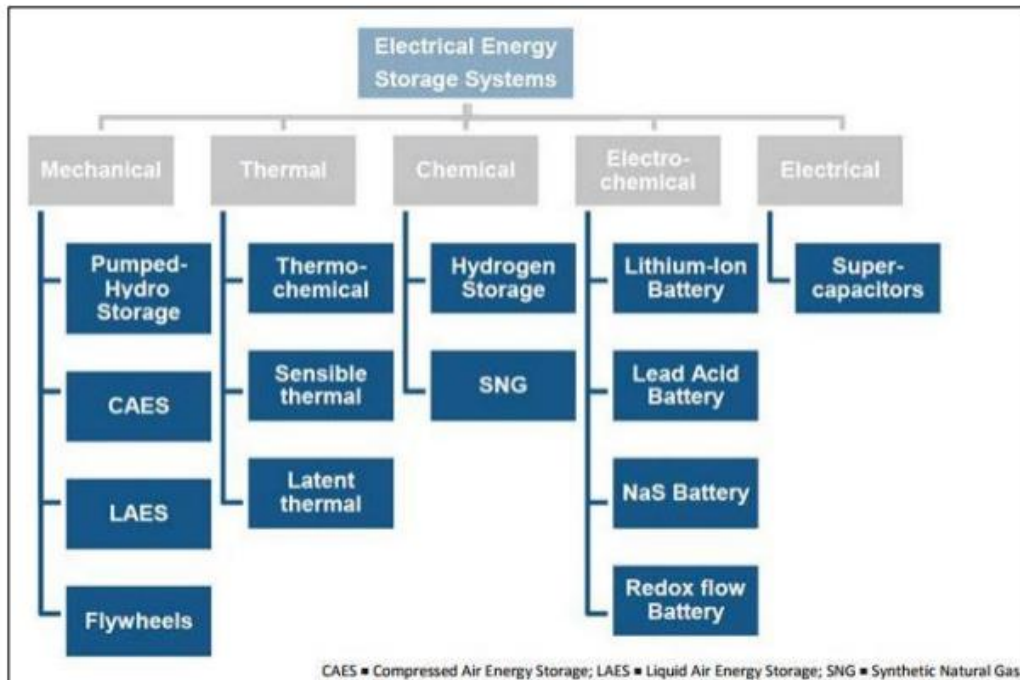 Electrical Energy
Storage Systems
Mechanical
Thermal
Chemical
Electro-
chemical
Electrical
Pumped-
Hydro
Storage
CAES
LAES
Flywheels
Thermo-
chemical
Sensible
thermal
Latent
thermal
Hydrogen
Storage
SNG
Lithium-Ion
Battery
Lead Acid
Battery
NaS Battery
Redox flow
Battery
Super-
capacitors
CAES = Compressed Air Energy Storage; LAES = Liquid Air Energy Storage; SNG = Synthetic Natural Gas